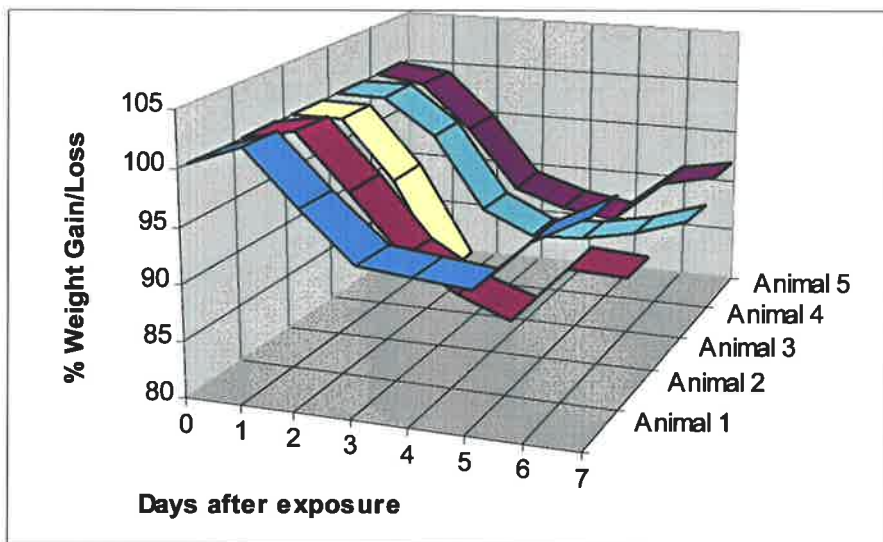 % Weight Gain/Loss
105
100
95
90
85
80
0
1
2
3
4
5
6
7
Days after exposure
Animal 5
Animal 4
Animal 3
Animal 2
Animal 1